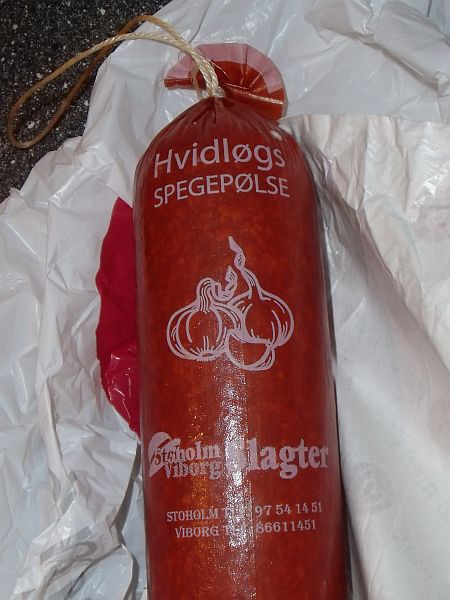 Hvidløgs
SPEGEPØLSE
Stoholm
Viborg
Slagter
STOHOLM T 97 54 14 51
VIBORG T 86611451